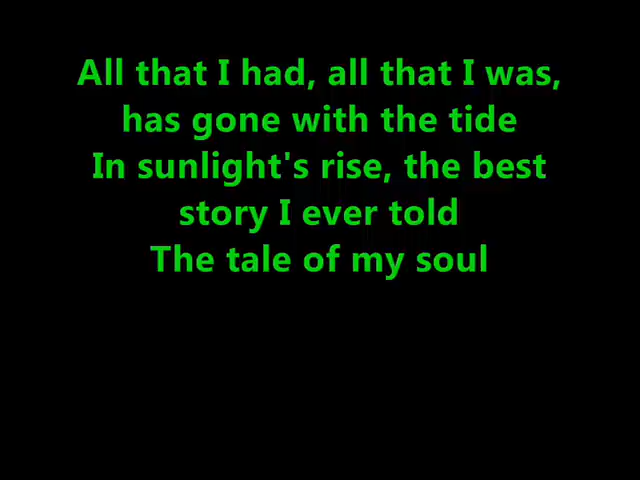 All that I had, all that I was,
has gone with the tide
In sunlight's rise, the best
story I ever told
The tale of my soul